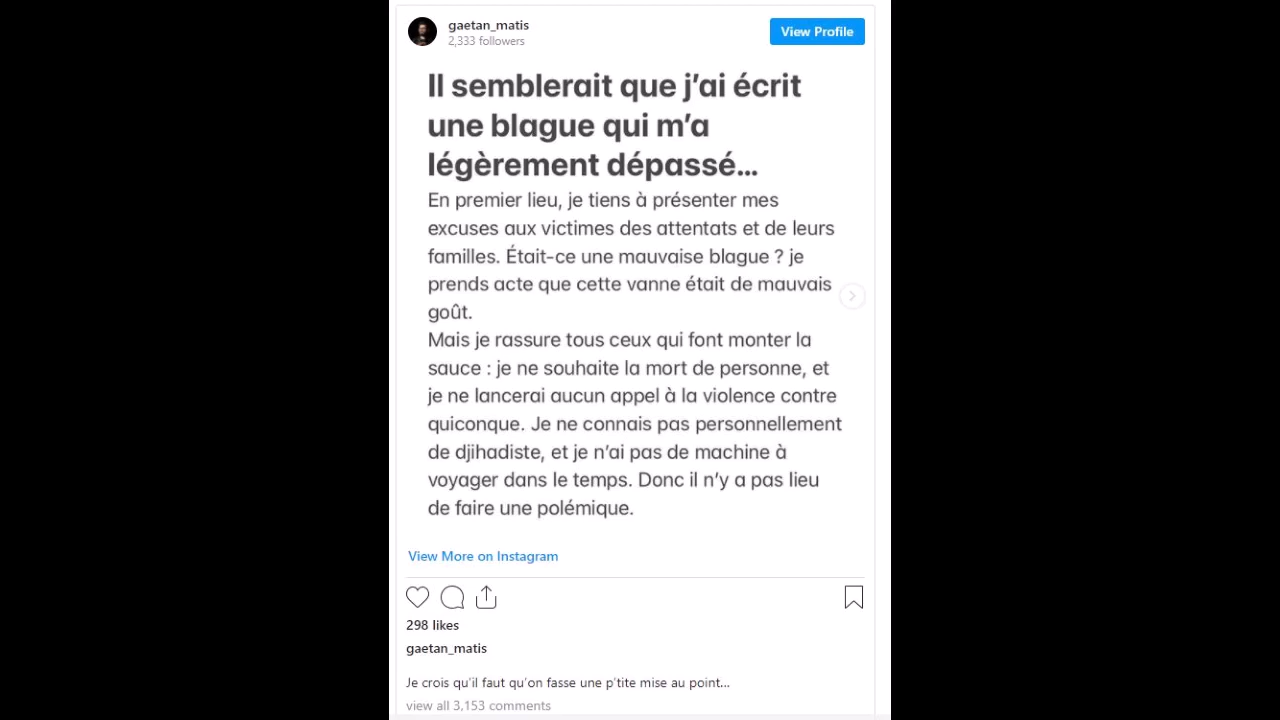 gaetan_matis
2,333 followers
View Profile
Il semblerait que j'ai écrit
une blague qui m'a
légèrement dépassé...
En premier lieu, je tiens à présenter mes
excuses aux victimes des attentats et de leurs
familles. Était-ce une mauvaise blague ? je
prends acte que cette vanne était de mauvais
goût.
Mais je rassure tous ceux qui font monter la
sauce : je ne souhaite la mort de personne, et
je ne lancerai aucun appel à la violence contre
quiconque. Je ne connais pas personnellement
de djihadiste, et je n'ai pas de machine à
voyager dans le temps. Donc il n'y a pas lieu
de faire une polémique.
View More on Instagram
298 likes
gaetan_matis
Je crois qu'il faut qu'on fasse une p'tite mise au point...
view all 3,153 comments